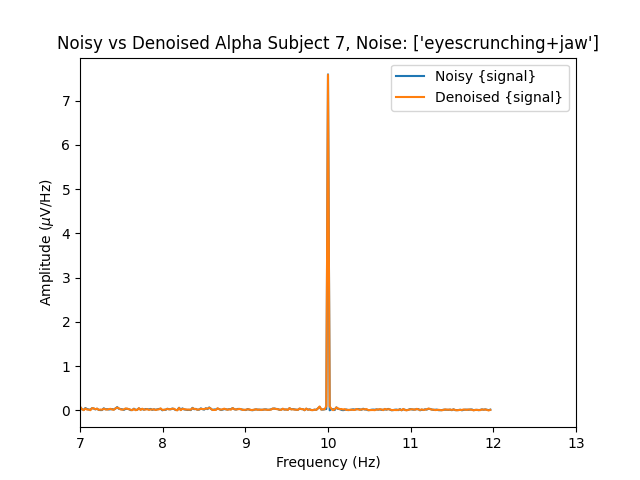 Noisy vs Denoised Alpha Subject 7, Noise: ['eyescrunching+jaw']
Noisy {signal}
Denoised {signal}
7
6
5
4
3
2
1
0
Amplitude (μV/Hz)
7 8 9 10 11 12 13
Frequency (Hz)